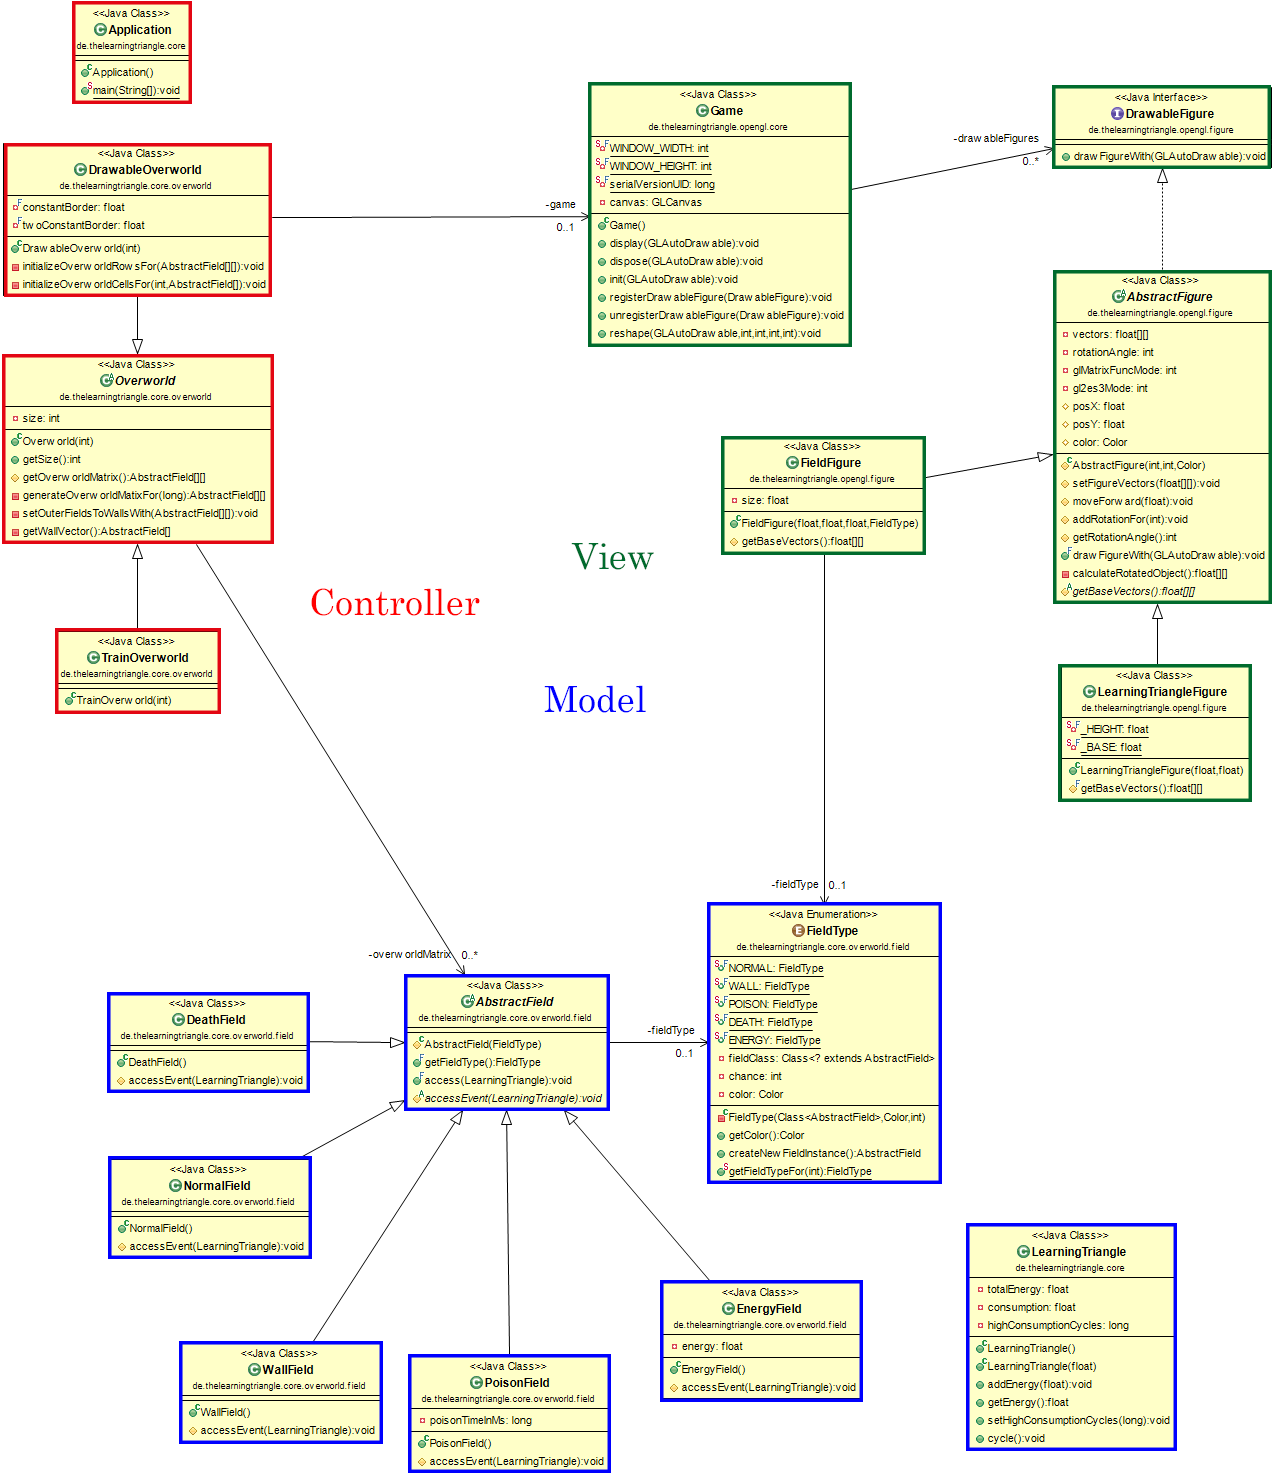 <<Java Class>>
Application
de.thelearningtriangle.core
Application()
main(String[]):void
<<Java Class>>
DrawableOverworld
de.thelearningtriangle.core.overworld
constantBorder: float
twoConstantBorder: float
DrawableOverworld(int)
initializeOverworldRowsFor(AbstractField[][]):void
initializeOverworldCellsFor(int,AbstractField[]):void
-game
0..1
<<Java Class>>
Game
de.thelearningtriangle.opengl.core
WINDOW_WIDTH: int
WINDOW_HEIGHT: int
serialVersionUID: long
canvas: GLCanvas
Game()
display(GLAutoDrawable):void
dispose(GLAutoDrawable):void
init(GLAutoDrawable):void
registerDrawableFigure(DrawableFigure):void
unregisterDrawableFigure(DrawableFigure):void
reshape(GLAutoDrawable,int,int,int,int):void
-drawableFigures
0..*
<<Java Interface>>
DrawableFigure
de.thelearningtriangle.opengl.figure
drawFigureWith(GLAutoDrawable):void
<<Java Class>>
AbstractFigure
de.thelearningtriangle.opengl.figure
vectors: float[][]
rotationAngle: int
glMatrixFuncMode: int
gl2es3Mode: int
posX: float
posY: float
color: Color
AbstractFigure(int,int,Color)
setFigureVectors(float[][]):void
moveForward(float):void
addRotationFor(int):void
getRotationAngle():int
drawFigureWith(GLAutoDrawable):void
calculateRotatedObject():float[][]
getBaseVectors():float[][]
<<Java Class>>
Overworld
de.thelearningtriangle.core.overworld
size: int
Overworld(int)
getSize():int
getOverworldMatrix():AbstractField[][]
generateOverworldMatixFor(long):AbstractField[][]
setOuterFieldsToWallsWith(AbstractField[][]):void
getWallVector():AbstractField[]
<<Java Class>>
FieldFigure
de.thelearningtriangle.opengl.figure
size: float
FieldFigure(float,float,float,FieldType)
getBaseVectors():float[][]
View
Controller
Model
<<Java Class>>
TrainOverworld
de.thelearningtriangle.core.overworld
TrainOverworld(int)
<<Java Class>>
LearningTriangleFigure
de.thelearningtriangle.opengl.figure
_HEIGHT: float
_BASE: float
LearningTriangleFigure(float,float)
getBaseVectors():float[][]
-fieldType
0..1
-overworldMatrix
0..*
<<Java Enumeration>>
FieldType
de.thelearningtriangle.core.overworld.field
NORMAL: FieldType
WALL: FieldType
POISON: FieldType
DEATH: FieldType
ENERGY: FieldType
fieldClass: Class<? extends AbstractField>
chance: int
color: Color
FieldType(Class<AbstractField>,Color,int)
getColor():Color
createNewFieldInstance():AbstractField
getFieldTypeFor(int):FieldType
<<Java Class>>
AbstractField
de.thelearningtriangle.core.overworld.field
AbstractField(FieldType)
getFieldType():FieldType
access(LearningTriangle):void
accessEvent(LearningTriangle):void
-fieldType
0..1
<<Java Class>>
DeathField
de.thelearningtriangle.core.overworld.field
DeathField()
accessEvent(LearningTriangle):void
<<Java Class>>
NormalField
de.thelearningtriangle.core.overworld.field
NormalField()
accessEvent(LearningTriangle):void
<<Java Class>>
WallField
de.thelearningtriangle.core.overworld.field
WallField()
accessEvent(LearningTriangle):void
<<Java Class>>
PoisonField
de.thelearningtriangle.core.overworld.field
poisonTimeInMs: long
PoisonField()
accessEvent(LearningTriangle):void
<<Java Class>>
EnergyField
de.thelearningtriangle.core.overworld.field
energy: float
EnergyField()
accessEvent(LearningTriangle):void
<<Java Class>>
LearningTriangle
de.thelearningtriangle.core
totalEnergy: float
consumption: float
highConsumptionCycles: long
LearningTriangle()
LearningTriangle(float)
addEnergy(float):void
getEnergy():float
setHighConsumptionCycles(long):void
cycle():void